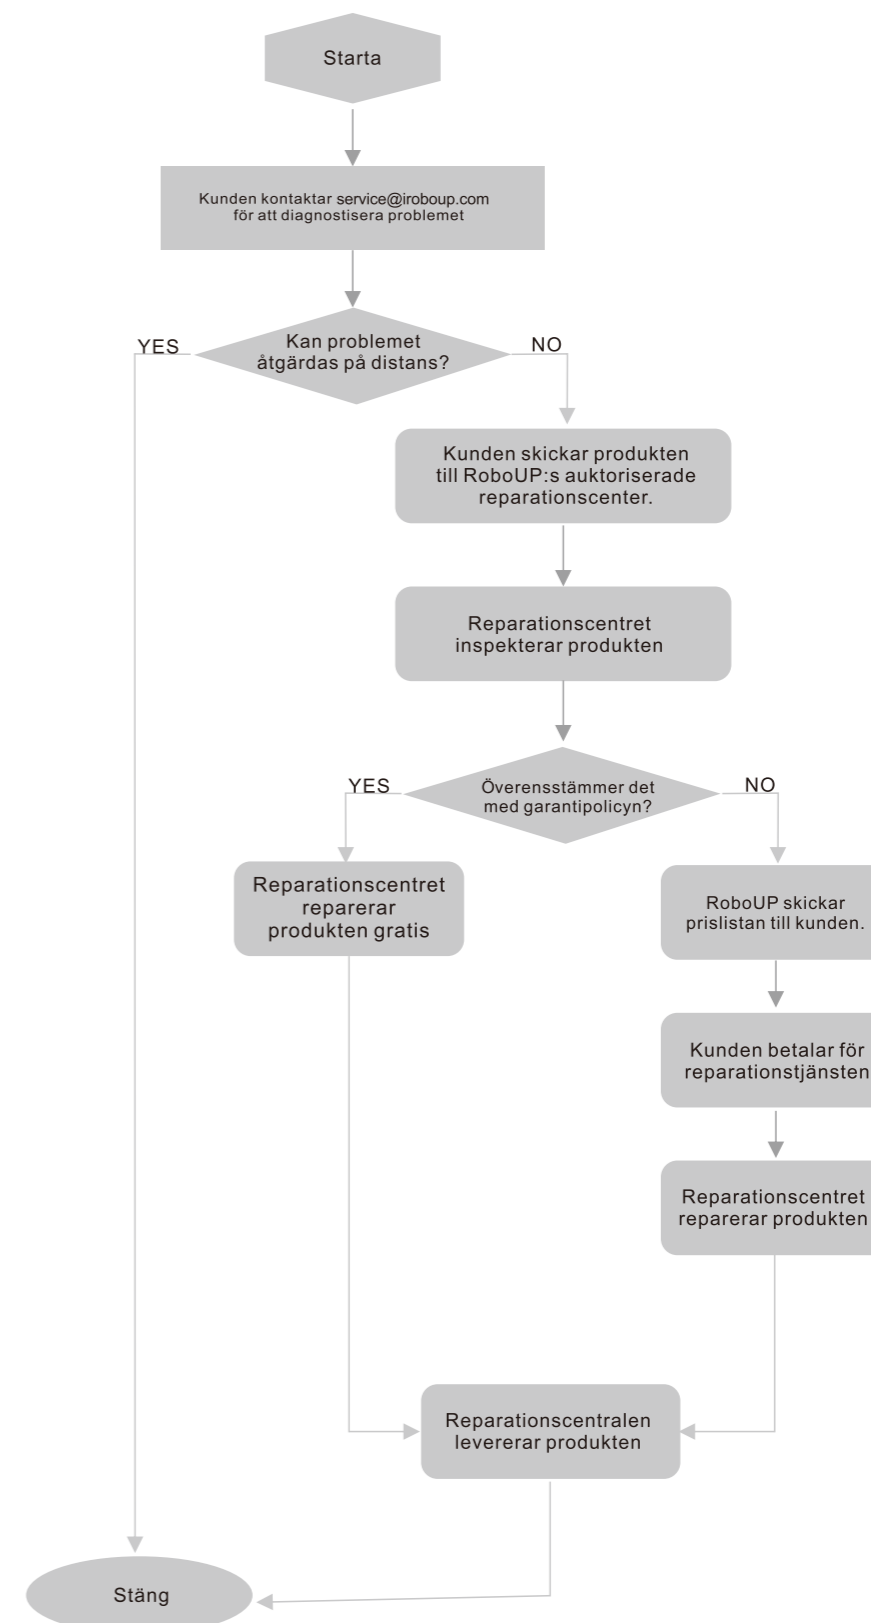 Starta
Kunden kontaktar service@iroboup.com
för att diagnostisera problemet
YES
Kan problemet
åtgärdas på distans?
NO
Kunden skickar produkten
till RoboUP:s auktoriserade
reparationscenter.
Reparationscentret
inspekterar produkten
YES
Överensstämmer det
med garantipolicyn?
NO
Reparationscentret
reparerar
produkten gratis
RoboUP skickar
prislistan till kunden.
Kunden betalar för
reparationstjänsten
Reparationscentret
reparerar produkten
Reparationscentralen
levererar produkten
Stäng